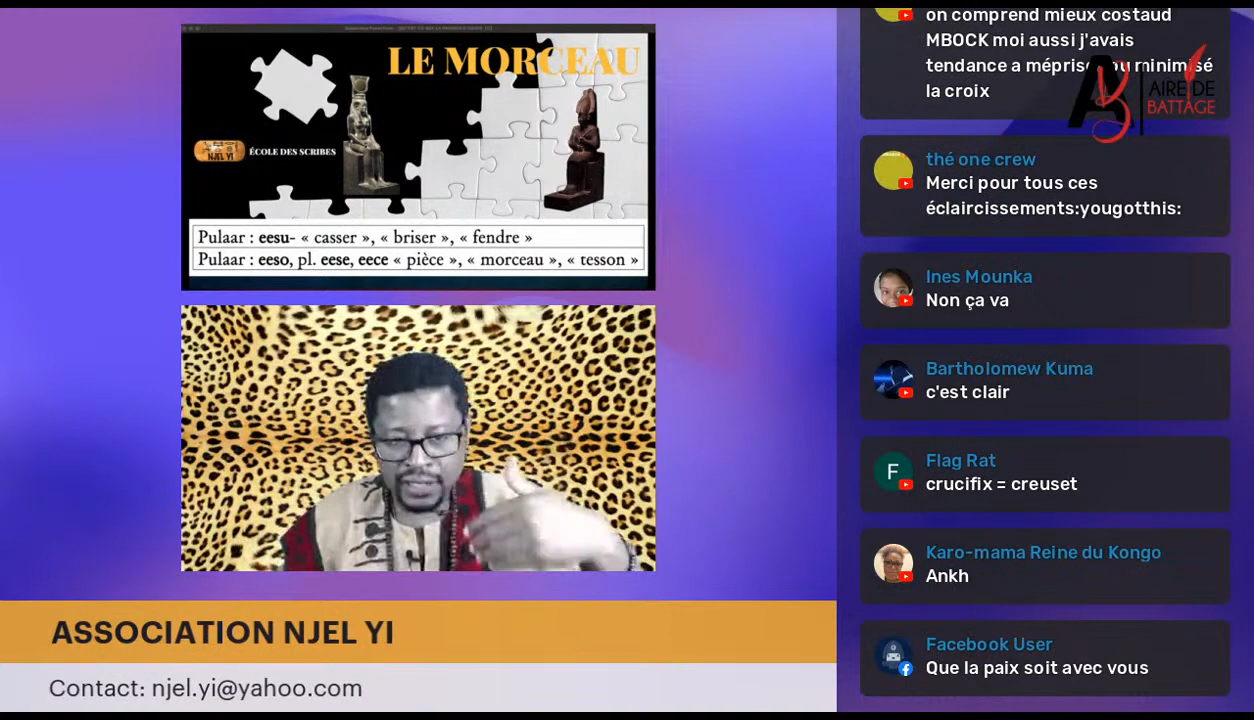 LE MORCEAU
NJEL YI
ÉCOLE DES SCRIBES
Pulaar : eesu- « casser », « briser », « fendre »
Pulaar : eeso, pl. eese, eece « pièce », « morceau », « tesson »
ASSOCIATION NJEL YI
Contact: njel.yi@yahoo.com
on comprend mieux costaud
MBOCK moi aussi j'avais
tendance a minimisé
la croix
AIRE DE
BATTAGE
thé one crew
Merci pour tous ces
éclaircissements:yougotthis:
Ines Mounka
Non ça va
Bartholomew Kuma
c'est clair
F
Flag Rat
crucifix = creuset
Karo-mama Reine du Kongo
Ankh
Facebook User
Que la paix soit avec vous